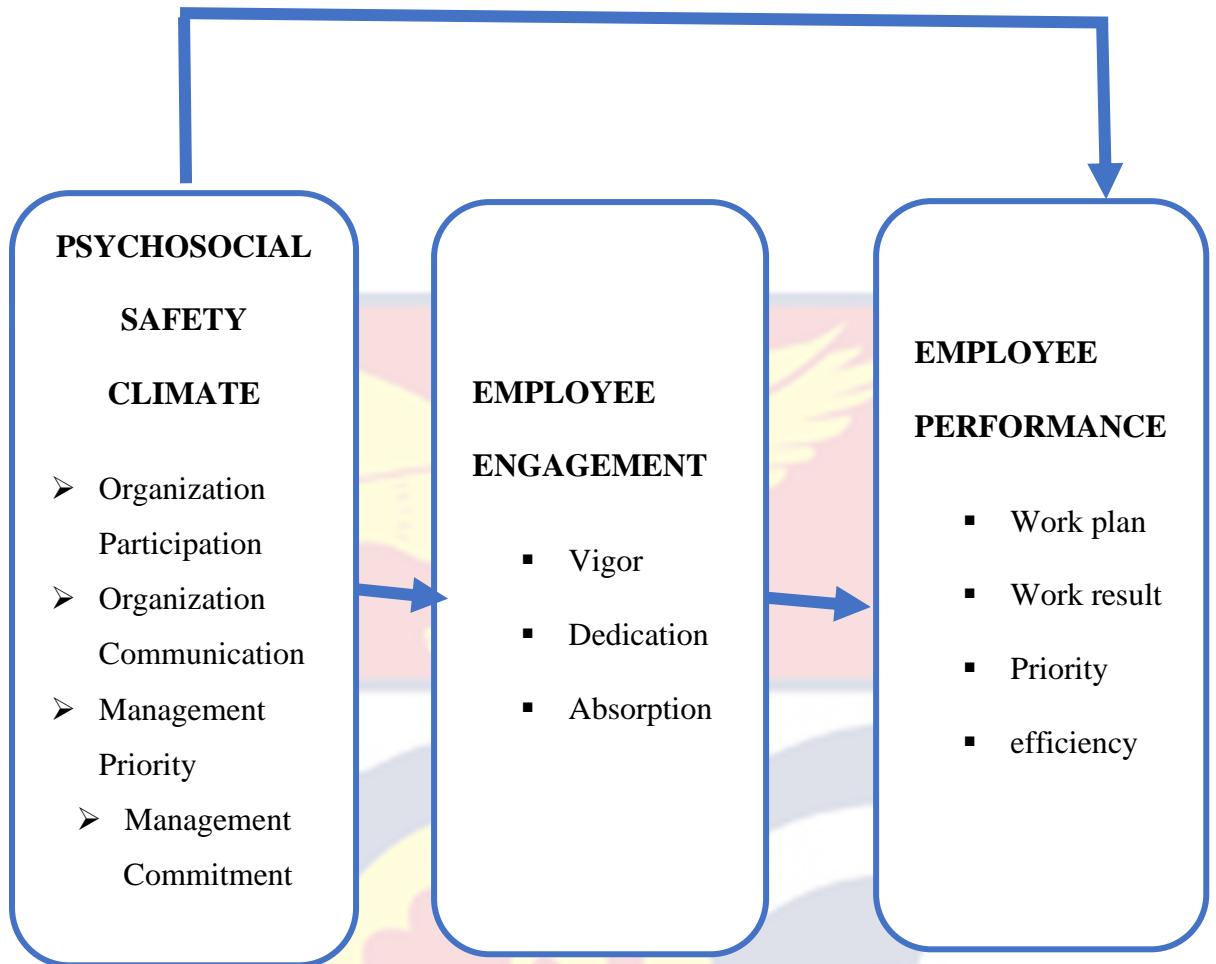 PSYCHOSOCIAL
SAFETY
CLIMATE
➢ Organization
Participation
➢ Organization
Communication
➢ Management
Priority
➢ Management
Commitment
EMPLOYEE
ENGAGEMENT
▪ Vigor
▪ Dedication
▪ Absorption
EMPLOYEE
PERFORMANCE
▪ Work plan
▪ Work result
▪ Priority
▪ efficiency